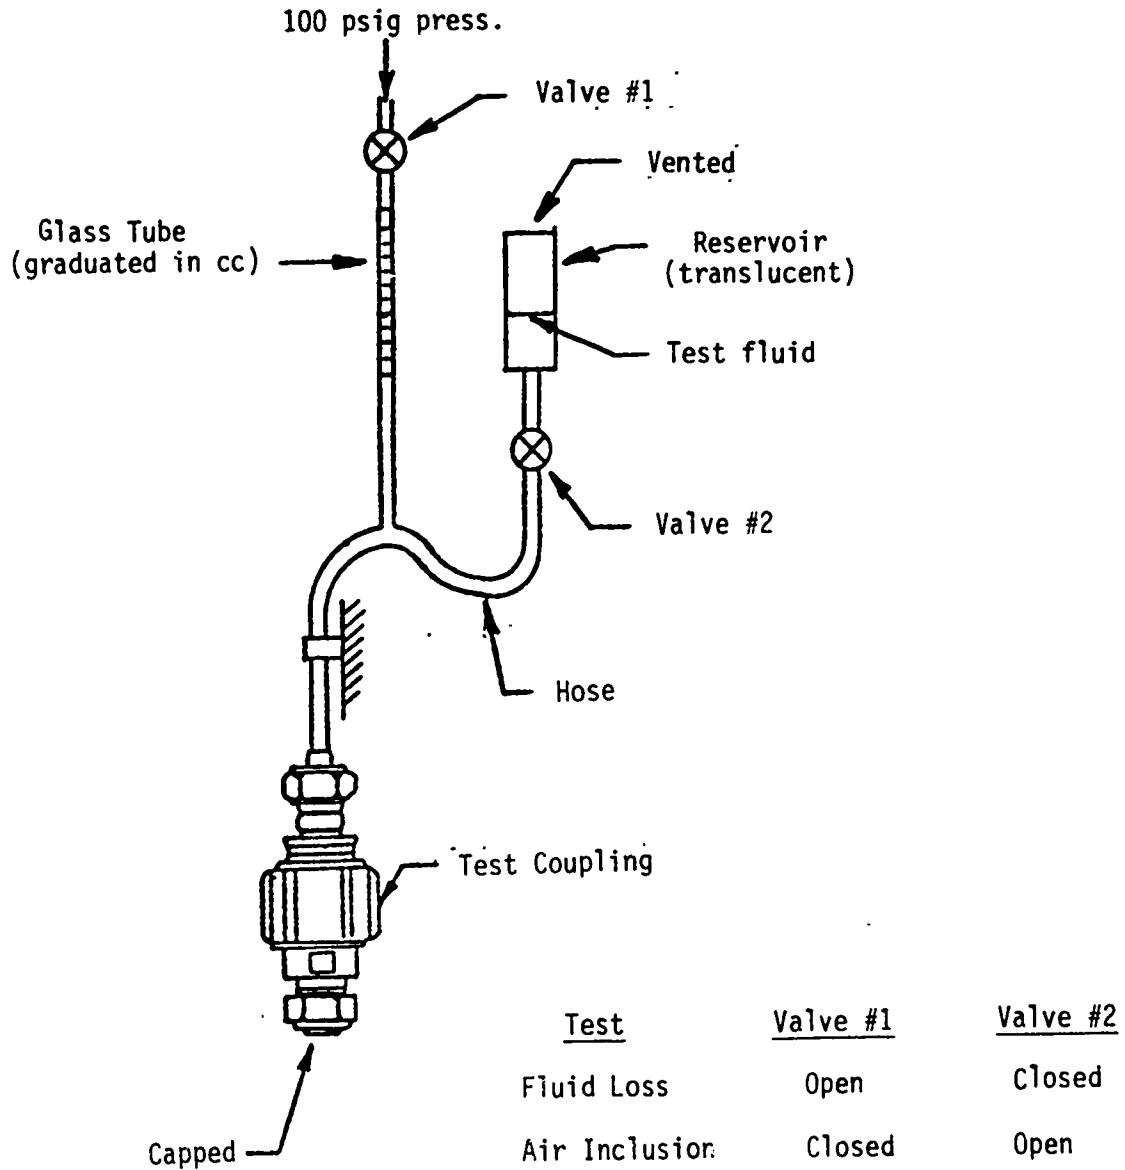 100 psig press.
Valve #1
Vented
Glass Tube
(graduated in cc)
Reservoir
(translucent)
Test fluid
Valve #2
Hose
Test Coupling
Test Valve #1 Valve #2
Fluid Loss Open Closed
Air Inclusion Closed Open
Capped